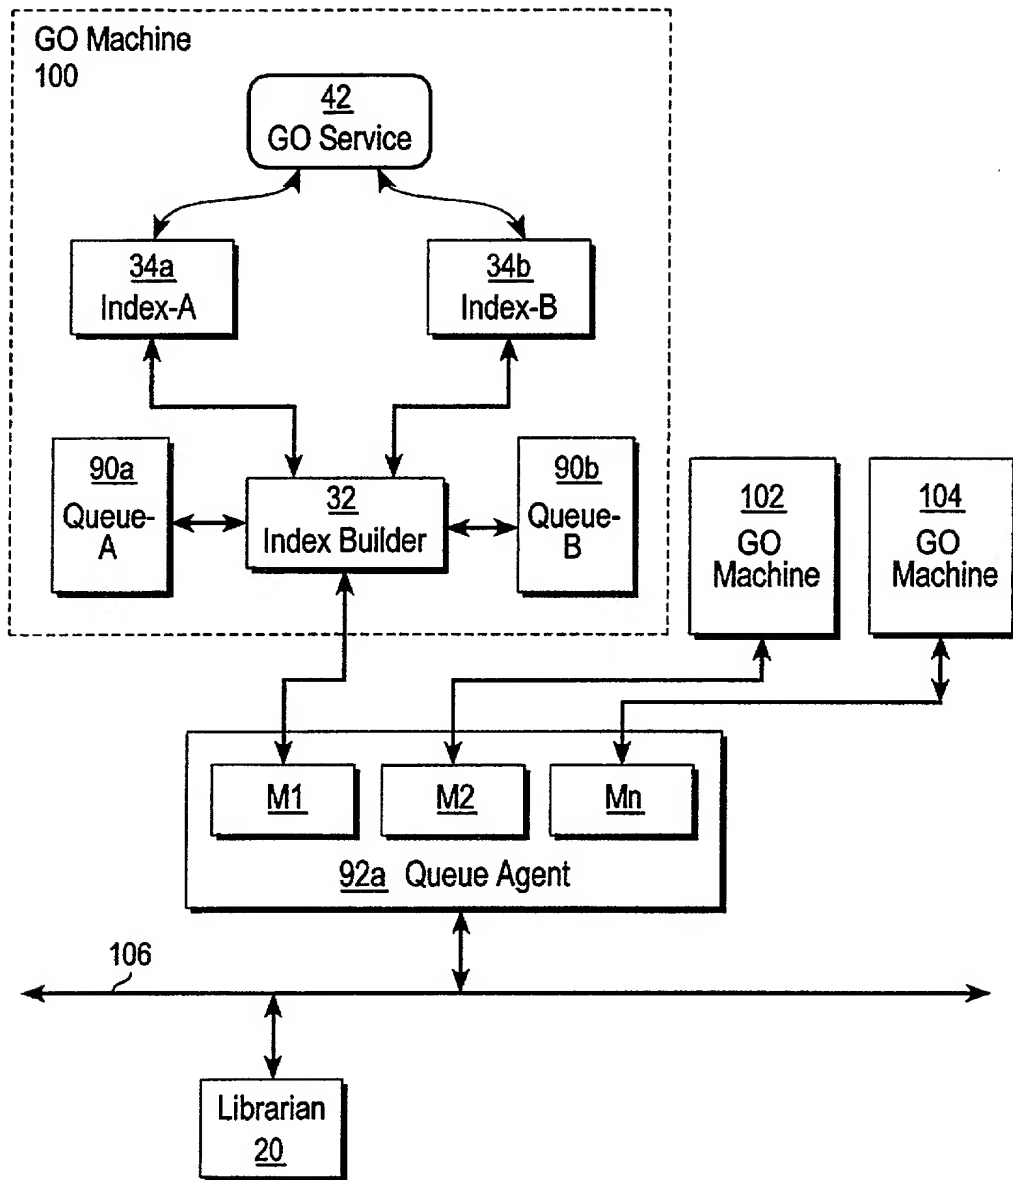 GO Machine
100
42
GO Service
34a
Index-A
34b
Index-B
90a
Queue-
A
32
Index Builder
90b
Queue-
B
102
GO
Machine
104
GO
Machine
M1
M2
Mn
92a Queue Agent
106
Librarian
20